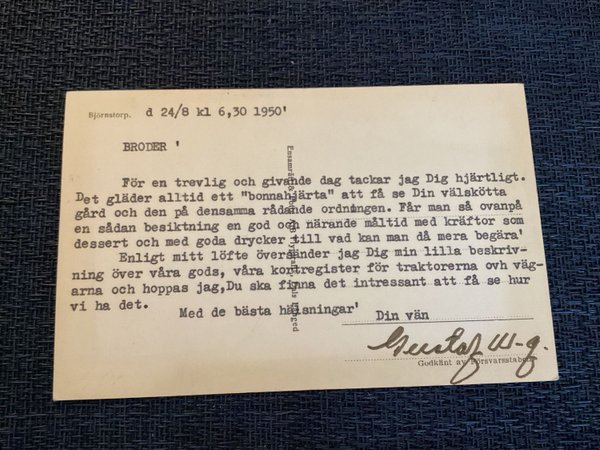 Björnstorp. d 24/8 kl 6,30 1950'
BRODER '
För en trevlig och givande dag tackar jag Dig hjärtligt.
Det gläder alltid ett "bonnahjärta" att få se Din välskötta
gård och den på densamma rådande ordningen. Får man så ovanpå
en sådan besiktning en god och närande måltid med kräftor som
dessert och med goda drycker till vad kan man då mera begära'
Enligt mitt löfte översänder jag Dig min lilla beskriv-
ning över våra gods, våra kortregister för traktorerna ovh väg-
arna och hoppas jag,Du ska finna det intressant att få se hur
vi ha det.
Med de bästa hälsningar' Din vän
Gustaf W-g.
Godkänt av Försvarsstaben
Ensamrätt